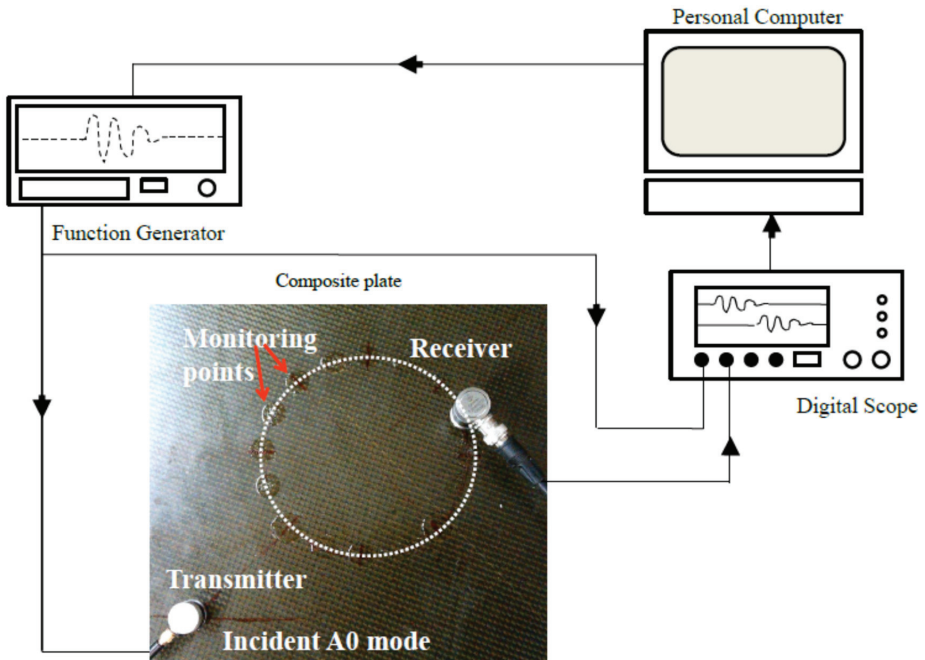 Personal Computer
Function Generator
Composite plate
Monitoring
points
Receiver
Digital Scope
Transmitter
Incident A0 mode